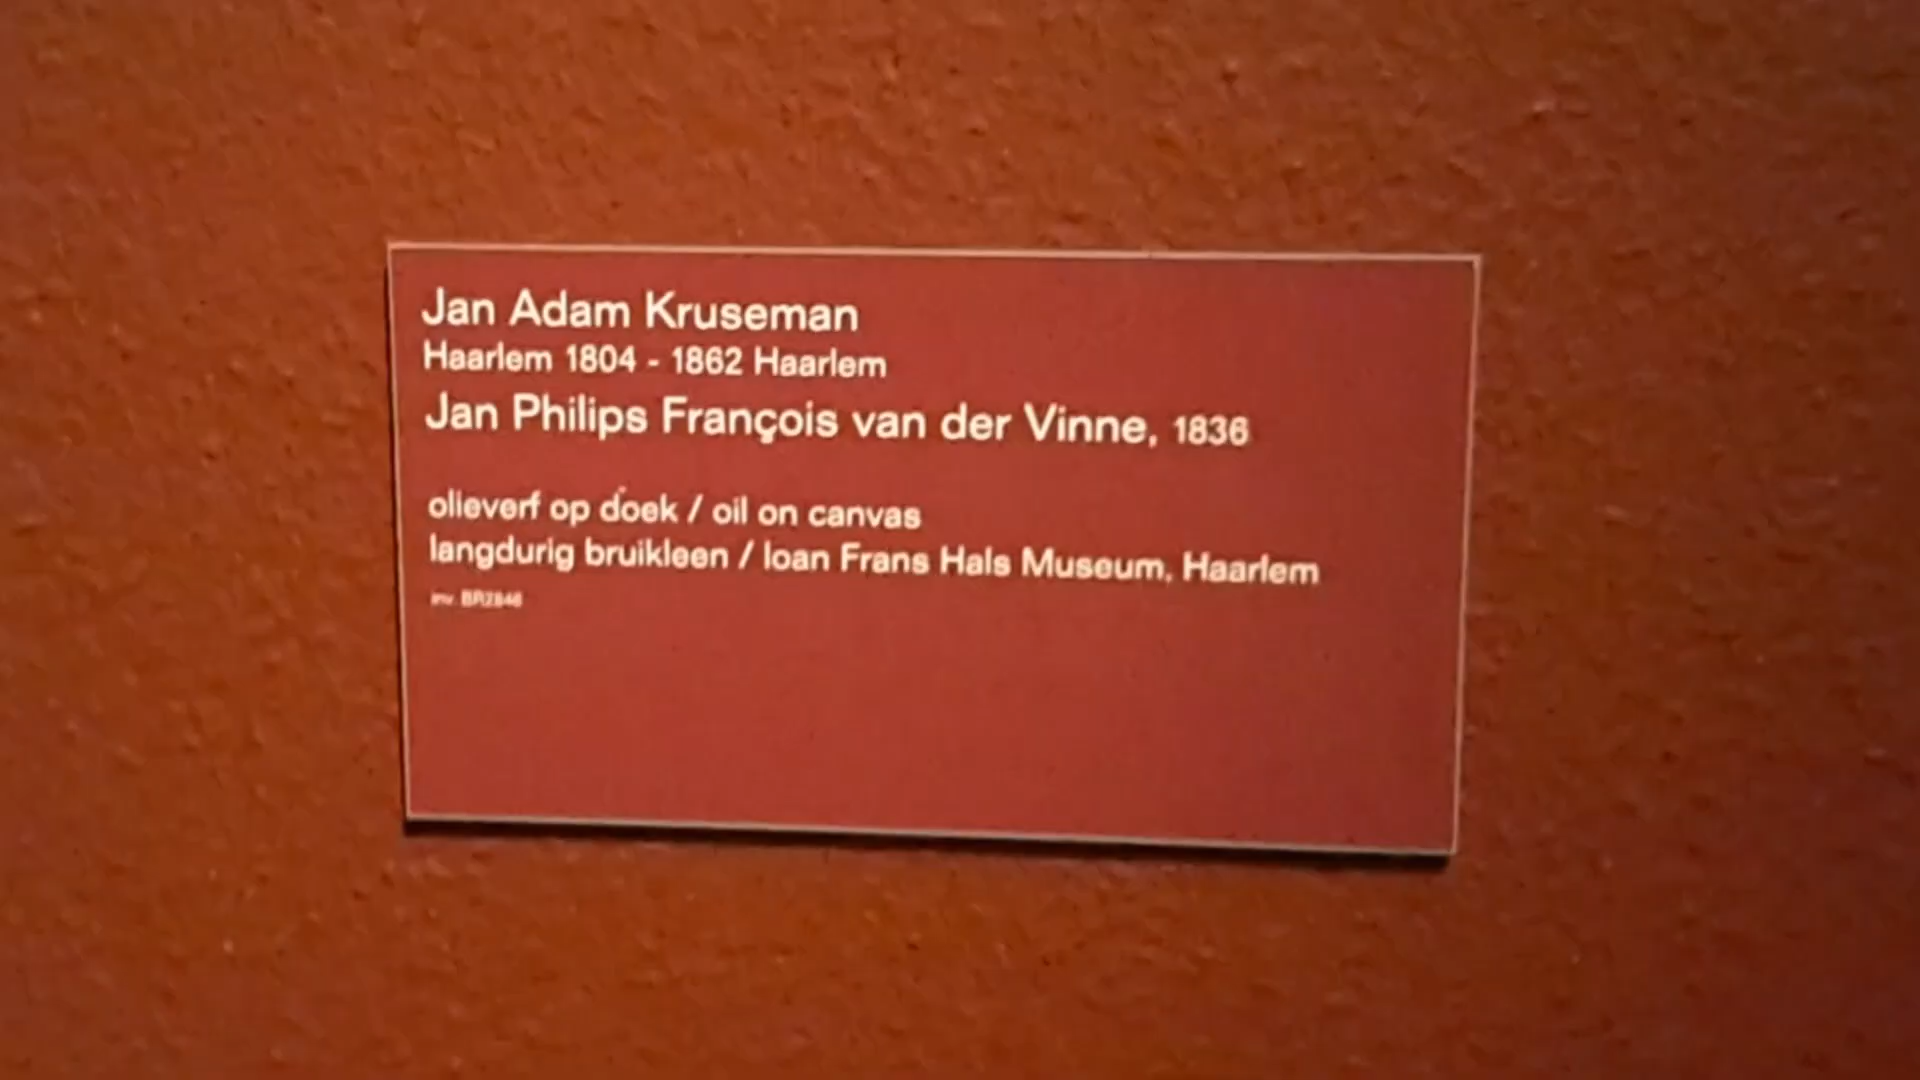 Jan Adam Kruseman
Haarlem 1804 - 1862 Haarlem
Jan Philips François van der Vinne, 1836
olieverf op doek / oil on canvas
langdurig bruikleen / loan Frans Hals Museum, Haarlem
inv.